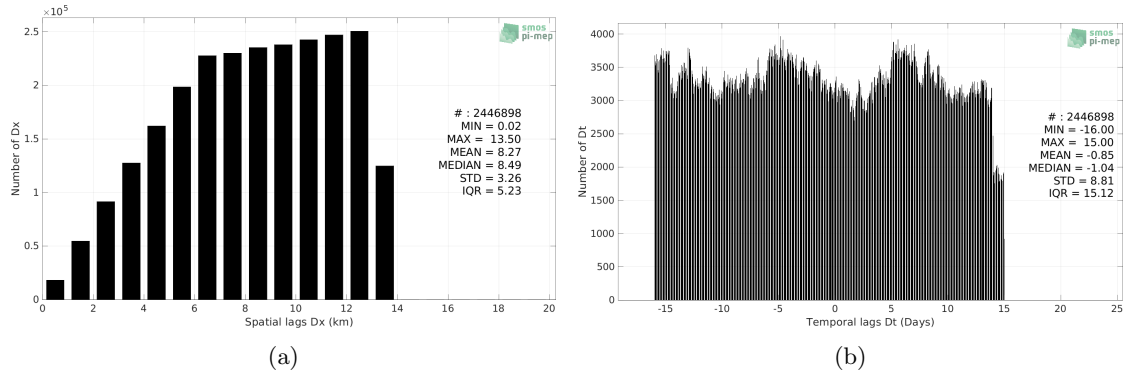 ×10^5
2.5
2
1.5
1
0.5
0
Number of Dx
0 2 4 6 8 10 12 14 16 18 20
Spatial lags Dx (km)
smos
pi-mep
# : 2446898
MIN = 0.02
MAX = 13.50
MEAN = 8.27
MEDIAN = 8.49
STD = 3.26
IQR = 5.23
(a)
4000
3500
3000
2500
2000
1500
1000
500
0
Number of Dt
-15 -10 -5 0 5 10 15 20 25
Temporal lags Dt (Days)
smos
pi-mep
# : 2446898
MIN = -16.00
MAX = 15.00
MEAN = -0.85
MEDIAN = -1.04
STD = 8.81
IQR = 15.12
(b)